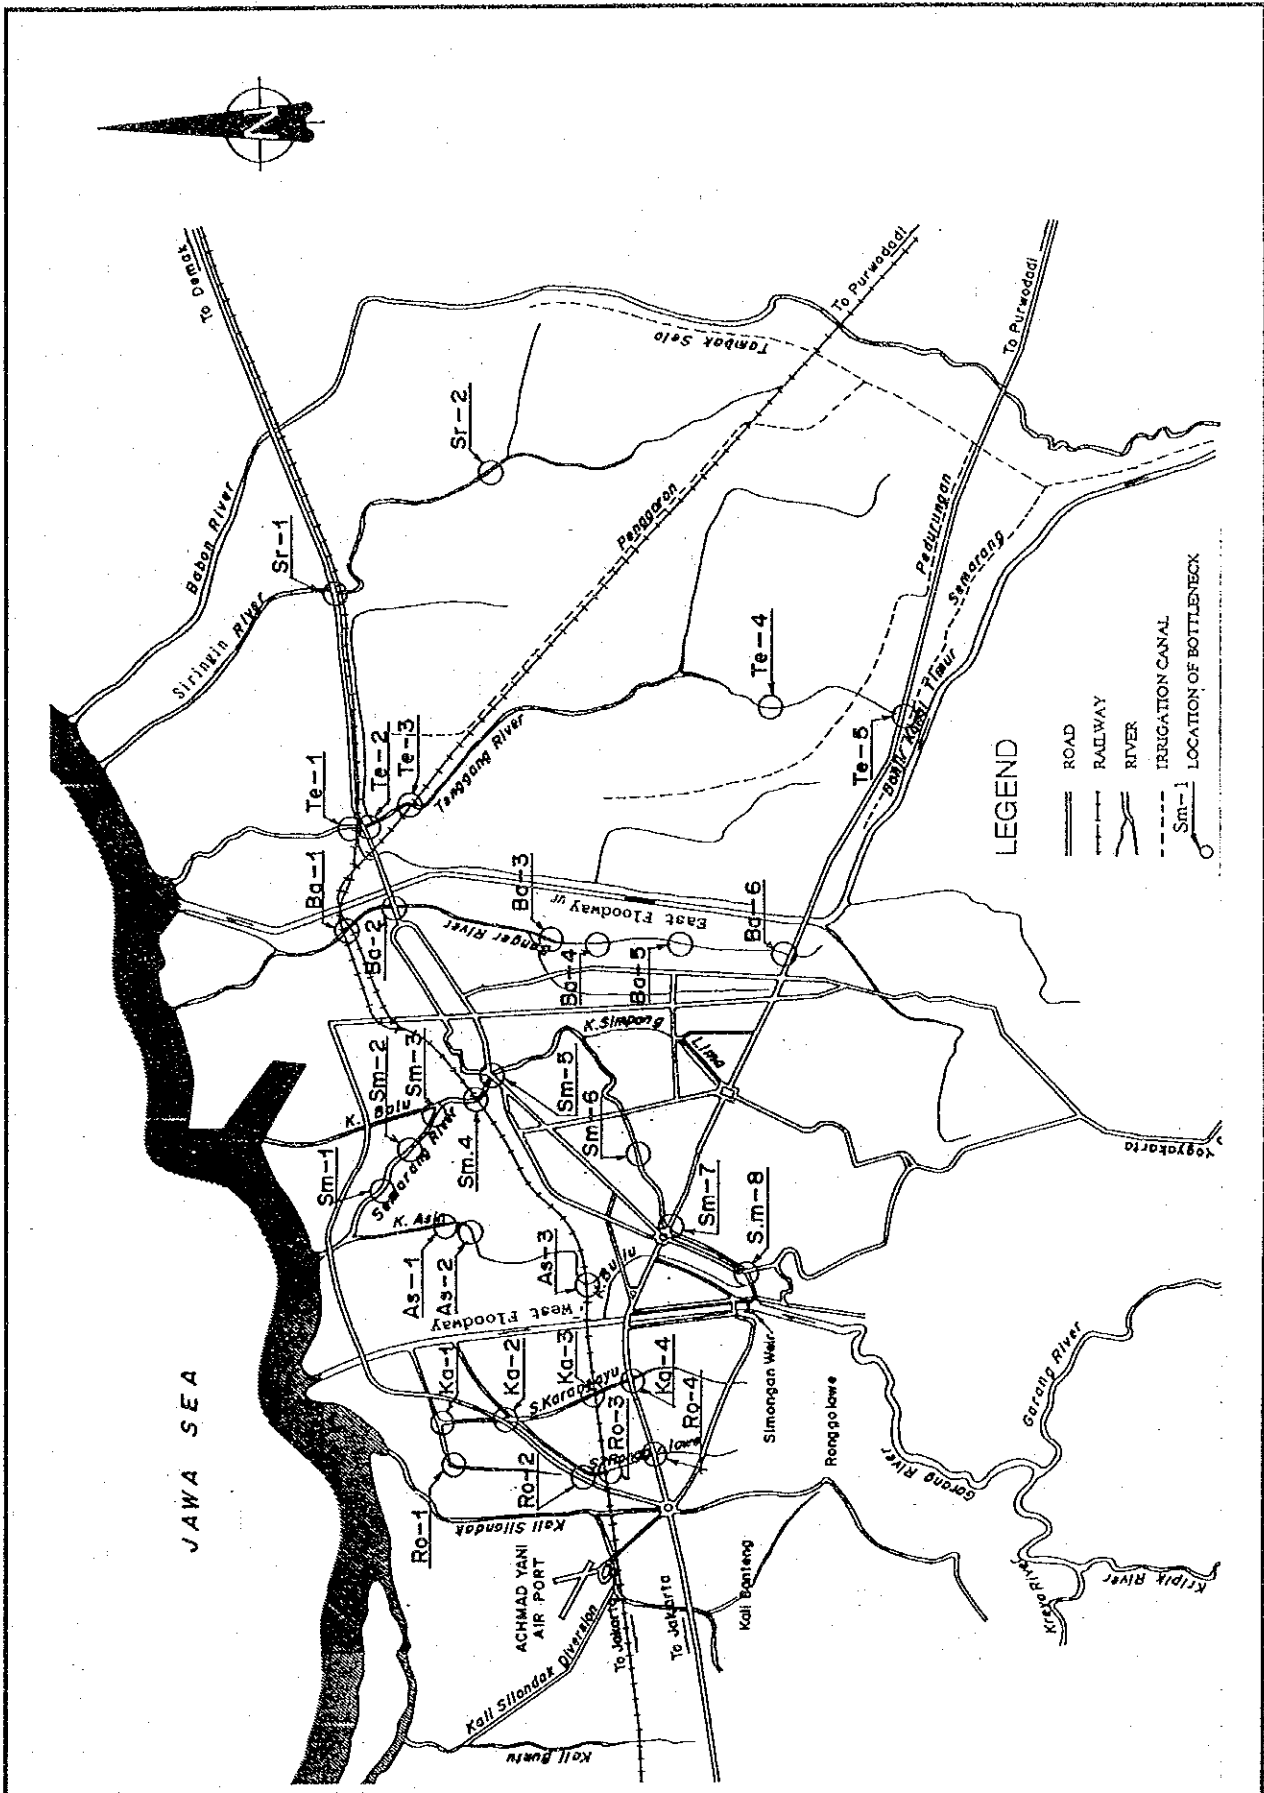 N
JAWA SEA
To Demak
Babon River
Siringin River
Sr-1
Sr-2
Tambak Selo
To Purwodadi
To Purwodadi
Penggaron
Pedurungan
Semarang
Banjir Kanal Timur
Te-1
Te-2
Te-3
Tenggang River
Te-4
Te-5
Ba-1
Ba-2
Banger River
Ba-3
East Floodway
Ba-4
Ba-5
Ba-6
K. Simpang
Lima
Sm-1
Sm-2
Sm-3
Semarang River
Sm.4
Sm-5
Sm-6
Sm-7
S.m-8
K. Asin
As-1
As-2
As-3
K. Bulu
West Floodway
Ka-1
Ka-2
Ka-3
Ka-4
S. Karangayu
Ro-1
Ro-2
Ro-3
Ro-4
Simongan Weir
Ronggolawe
Kali Silandak
ACHMAD YANI
AIR PORT
To Jakarta
To Jakarta
Kali Banteng
Kali Silandak Diversion
Kali Buntu
Garang River
Garang River
Kreyo River
Kripik River
Yogyakarta
LEGEND
ROAD
RAILWAY
RIVER
IRRIGATION CANAL
Sm-1 LOCATION OF BOTTLENECK